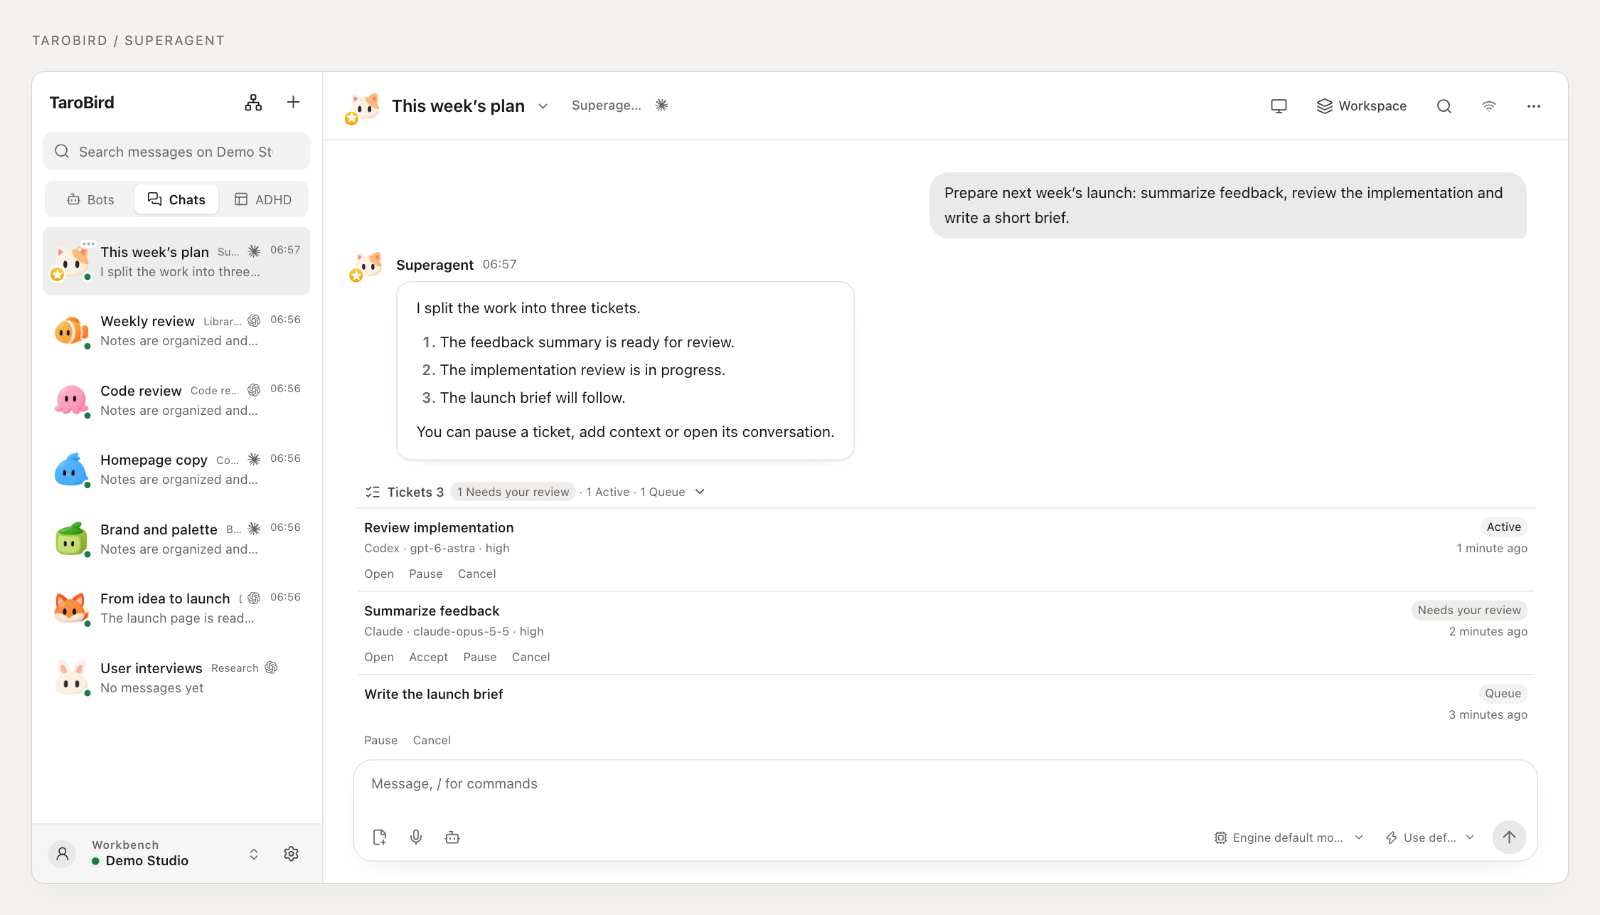 TAROBIRD / SUPERAGENT
TaroBird
Search messages on Demo St
Bots
Chats
ADHD
This week's plan Su... 06:57
I split the work into three...
Weekly review Librar... 06:56
Notes are organized and...
Code review Code re... 06:56
Notes are organized and...
Homepage copy Co... 06:56
Notes are organized and...
Brand and palette B... 06:56
Notes are organized and...
From idea to launch 06:56
The launch page is read...
User interviews Research
No messages yet
Workbench
Demo Studio
This week's plan Superage...
Workspace
Prepare next week's launch: summarize feedback, review the implementation and
write a short brief.
Superagent 06:57
I split the work into three tickets.
1. The feedback summary is ready for review.
2. The implementation review is in progress.
3. The launch brief will follow.
You can pause a ticket, add context or open its conversation.
Tickets 3 1 Needs your review · 1 Active · 1 Queue
Review implementation Active
Codex · gpt-6-astra · high 1 minute ago
Open Pause Cancel
Summarize feedback Needs your review
Claude · claude-opus-5-5 · high 2 minutes ago
Open Accept Pause Cancel
Write the launch brief Queue
3 minutes ago
Pause Cancel
Message, / for commands
Engine default mo... Use def...